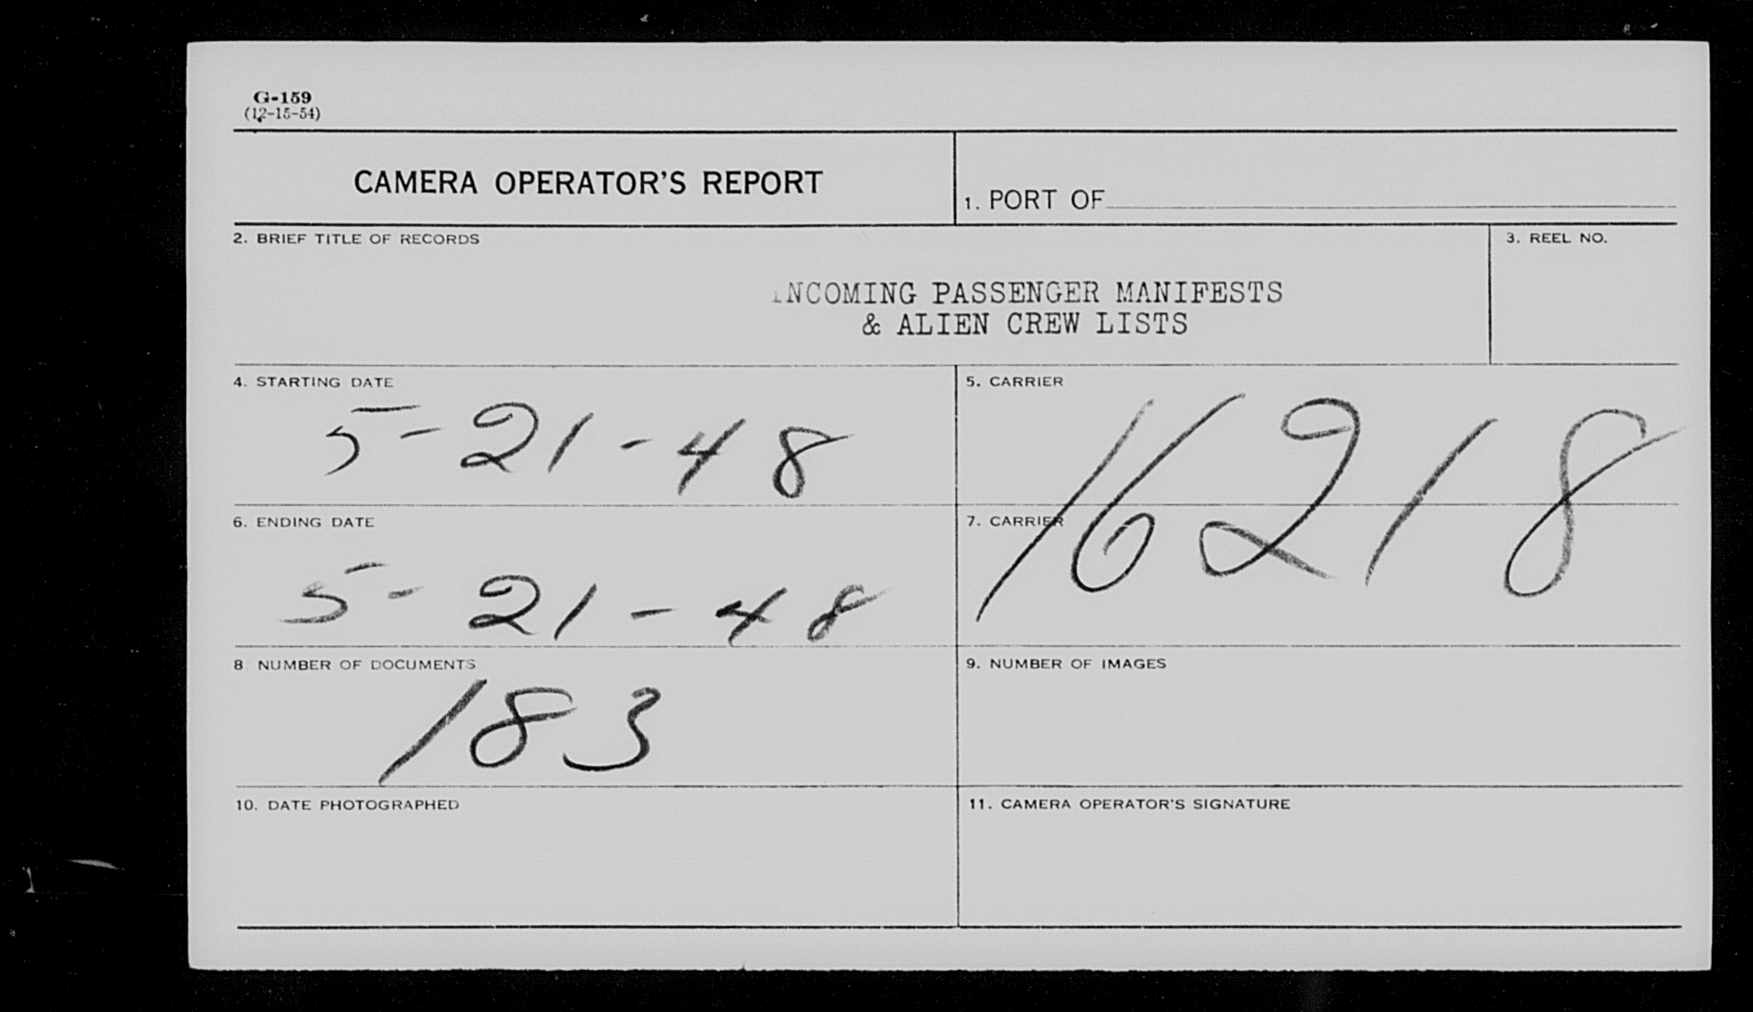 G-159
(12-15-54)
CAMERA OPERATOR'S REPORT
1. PORT OF
2. BRIEF TITLE OF RECORDS
3. REEL NO.
INCOMING PASSENGER MANIFESTS
& ALIEN CREW LISTS
4. STARTING DATE
5-21-48
5. CARRIER
16218
6. ENDING DATE
5-21-48
7. CARRIER
8 NUMBER OF DOCUMENTS
183
9. NUMBER OF IMAGES
10. DATE PHOTOGRAPHED
11. CAMERA OPERATOR'S SIGNATURE